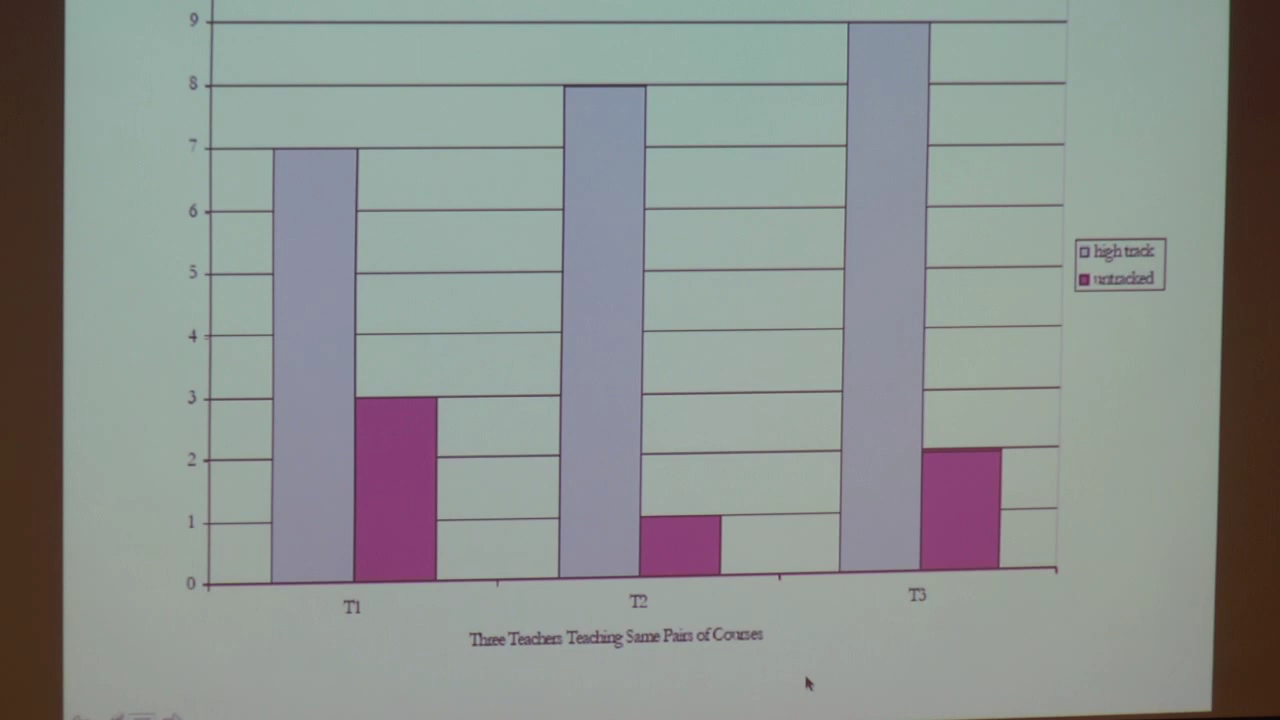 9
8
7
6
5
4
3
2
1
0
T1
T2
T3
Three Teachers Teaching Same Pairs of Courses
high track
untracked